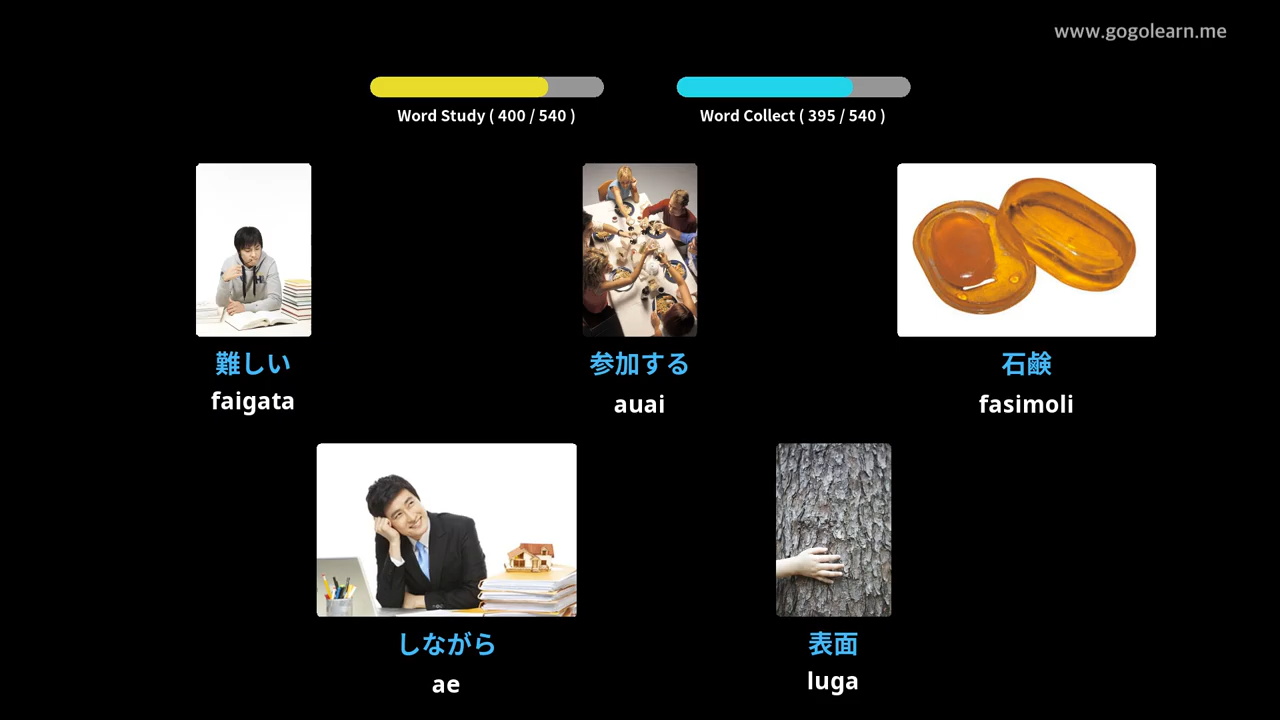 www.gogolearn.me
Word Study ( 400 / 540 )
Word Collect ( 395 / 540 )
難しい
faigata
参加する
auai
石鹸
fasimoli
しながら
ae
表面
luga